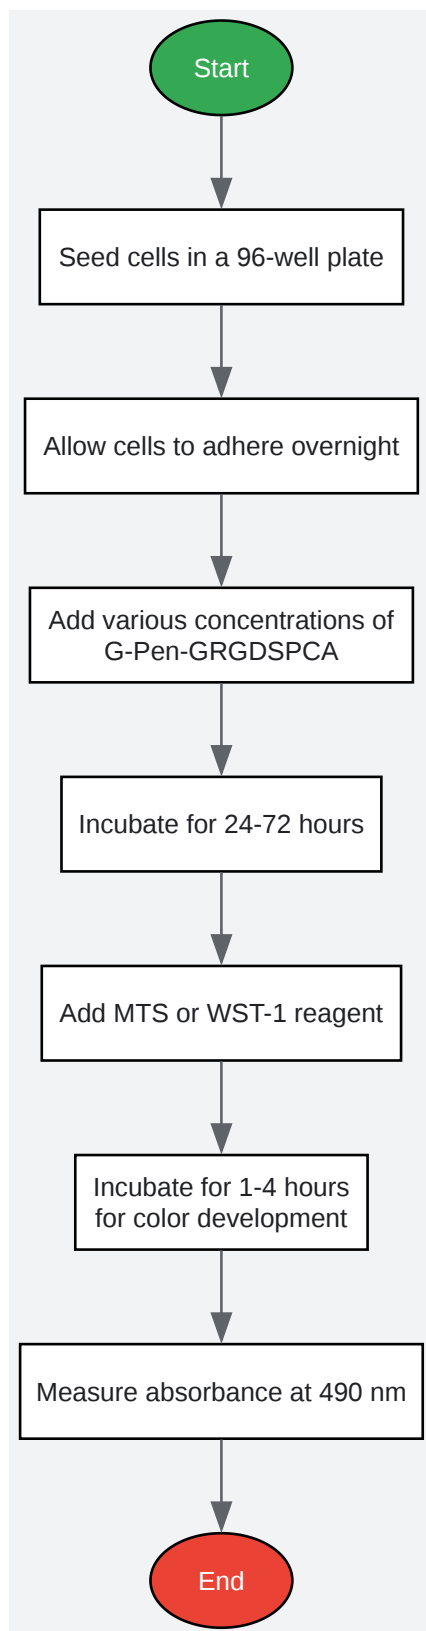 Start
Seed cells in a 96-well plate
Allow cells to adhere overnight
Add various concentrations of
G-Pen-GRGDSPCA
Incubate for 24-72 hours
Add MTS or WST-1 reagent
Incubate for 1-4 hours
for color development
Measure absorbance at 490 nm
End